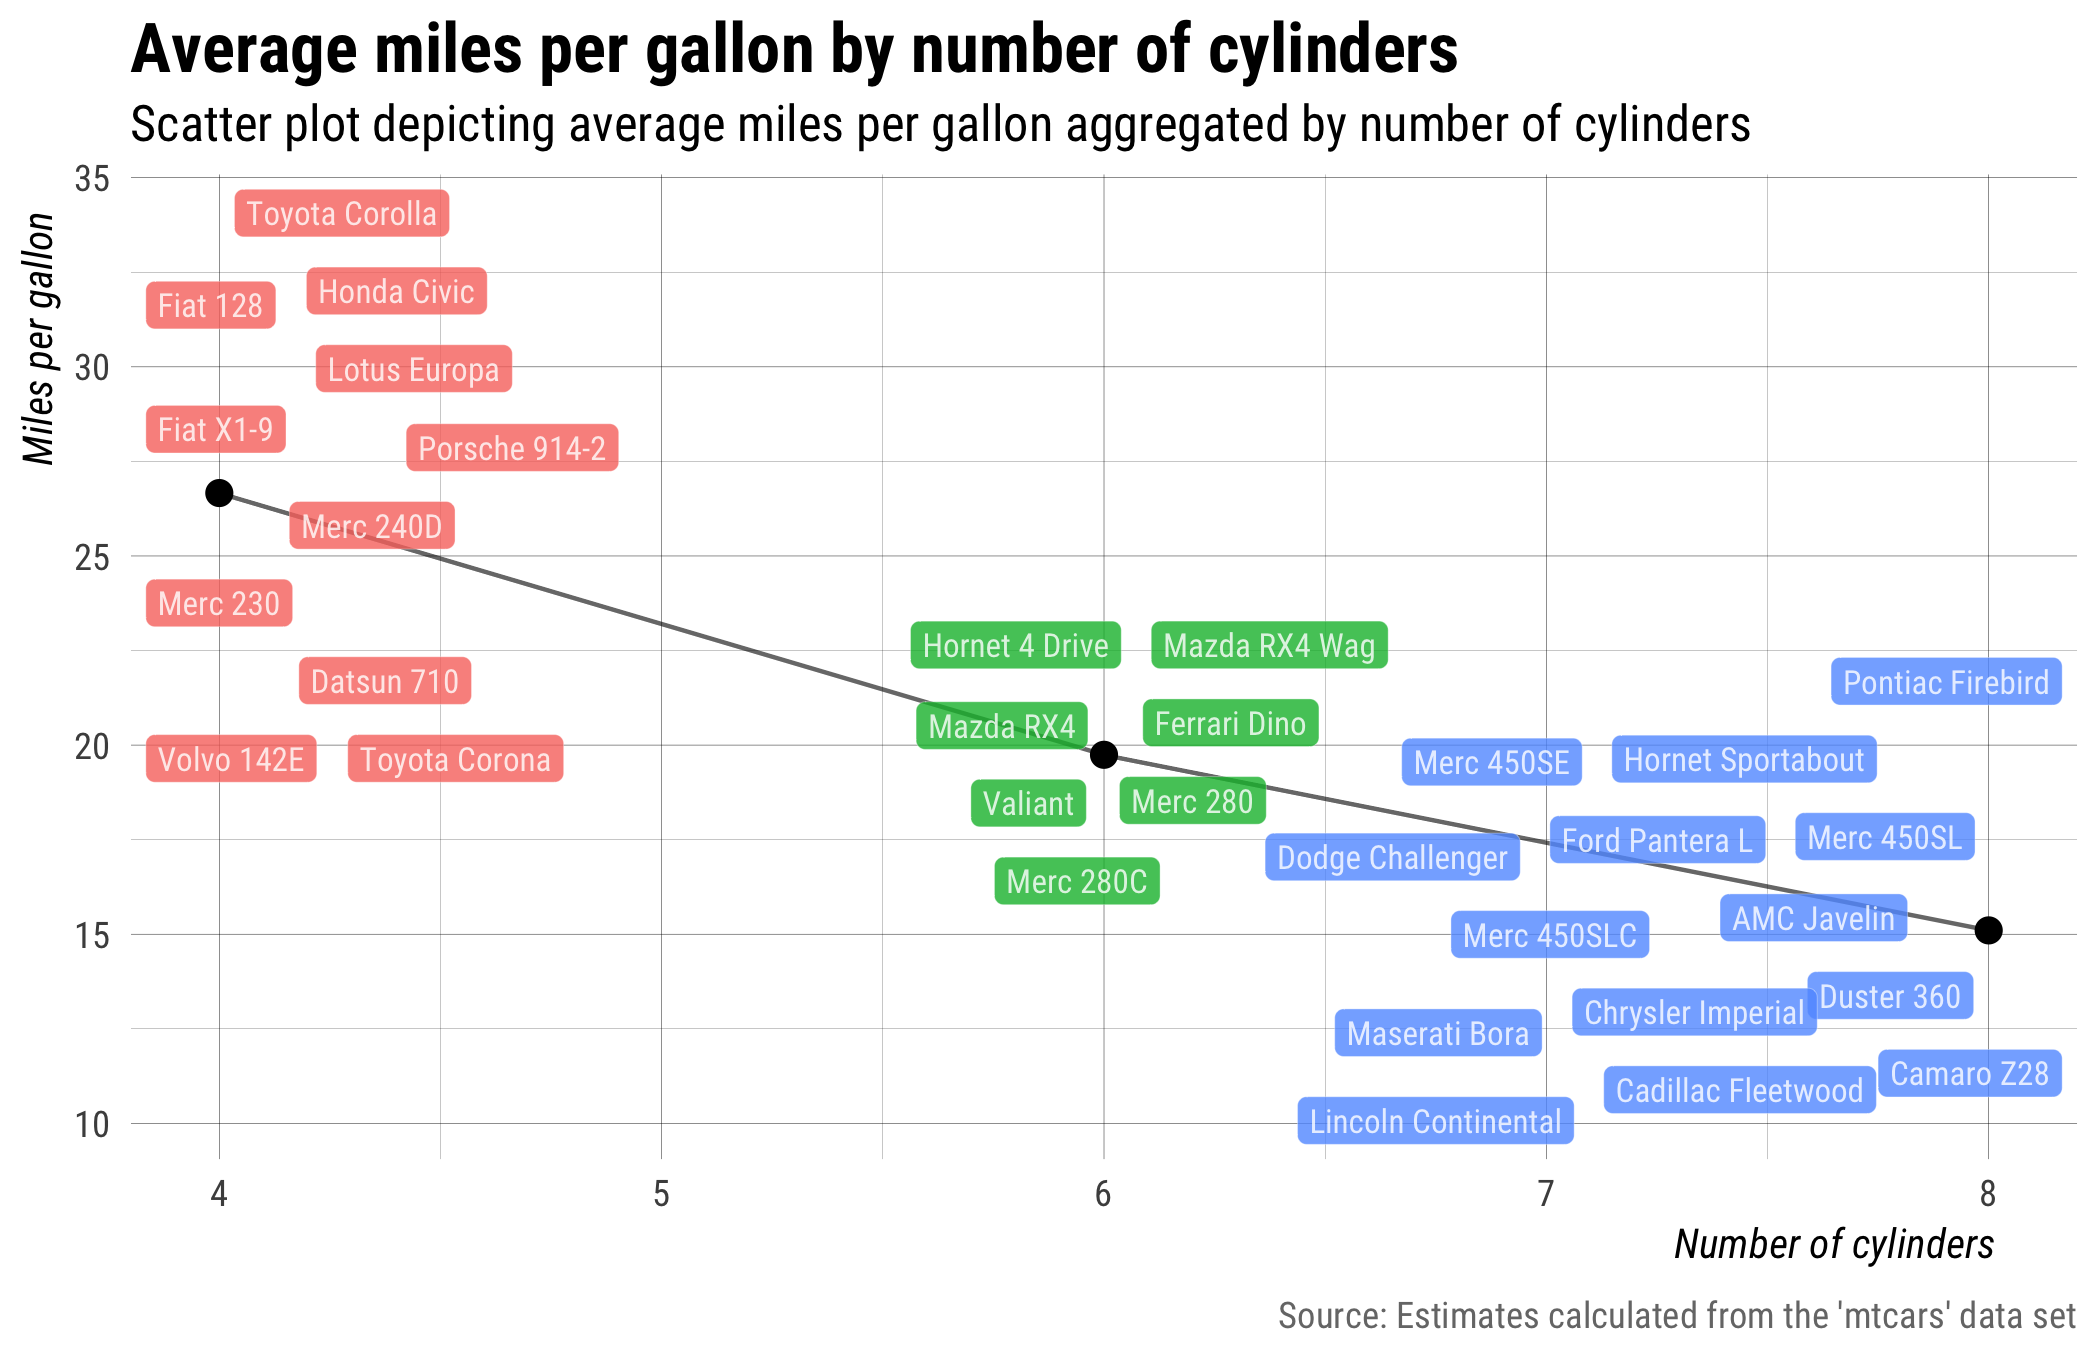 Average miles per gallon by number of cylinders
Scatter plot depicting average miles per gallon aggregated by number of cylinders
Miles per gallon
35
30
25
20
15
10
Toyota Corolla
Honda Civic
Fiat 128
Lotus Europa
Fiat X1-9
Porsche 914-2
Merc 240D
Merc 230
Datsun 710
Volvo 142E
Toyota Corona
Hornet 4 Drive
Mazda RX4 Wag
Mazda RX4
Ferrari Dino
Valiant
Merc 280
Merc 280C
Pontiac Firebird
Merc 450SE
Hornet Sportabout
Dodge Challenger
Ford Pantera L
Merc 450SL
Merc 450SLC
AMC Javelin
Duster 360
Chrysler Imperial
Maserati Bora
Camaro Z28
Cadillac Fleetwood
Lincoln Continental
4
5
6
7
8
Number of cylinders
Source: Estimates calculated from the 'mtcars' data set